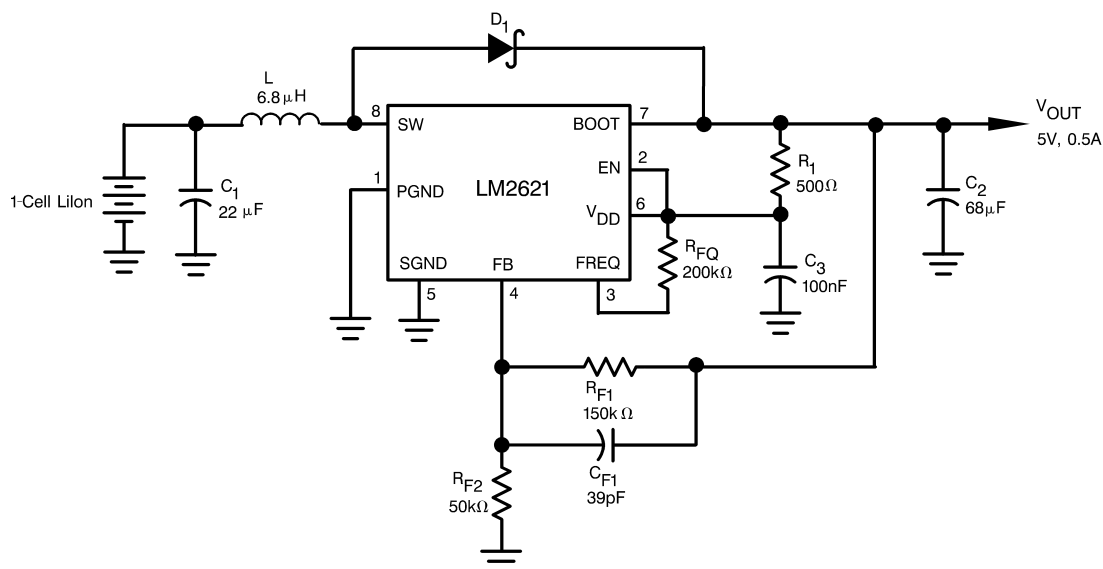 D1
L
6.8μH
8
SW
BOOT
7
VOUT
5V, 0.5A
1-Cell LiIon
C1
22 μF
1
PGND
LM2621
EN
2
R1
500Ω
VDD
6
C2
68μF
RFQ
200kΩ
SGND
FB
FREQ
C3
100nF
5
4
3
RF1
150kΩ
CF1
39pF
RF2
50kΩ